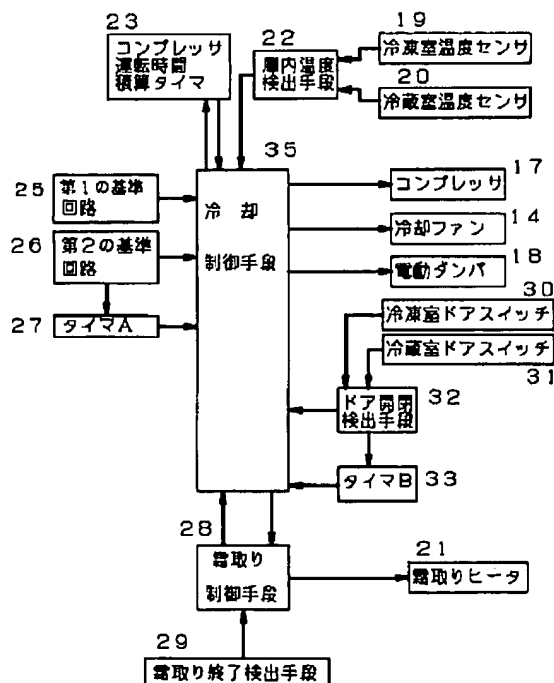 23
コンプレッサ
運転時間
積算タイマ
22
庫内温度
検出手段
19
冷凍室温度センサ
20
冷蔵室温度センサ
35
冷却
制御手段
25
第1の基準
回路
26
第2の基準
回路
27
タイマA
17
コンプレッサ
14
冷却ファン
18
電動ダンパ
30
冷凍室ドアスイッチ
冷蔵室ドアスイッチ
31
ドア開閉
検出手段
32
タイマB
33
28
霜取り
制御手段
21
霜取りヒータ
29
霜取り終了検出手段